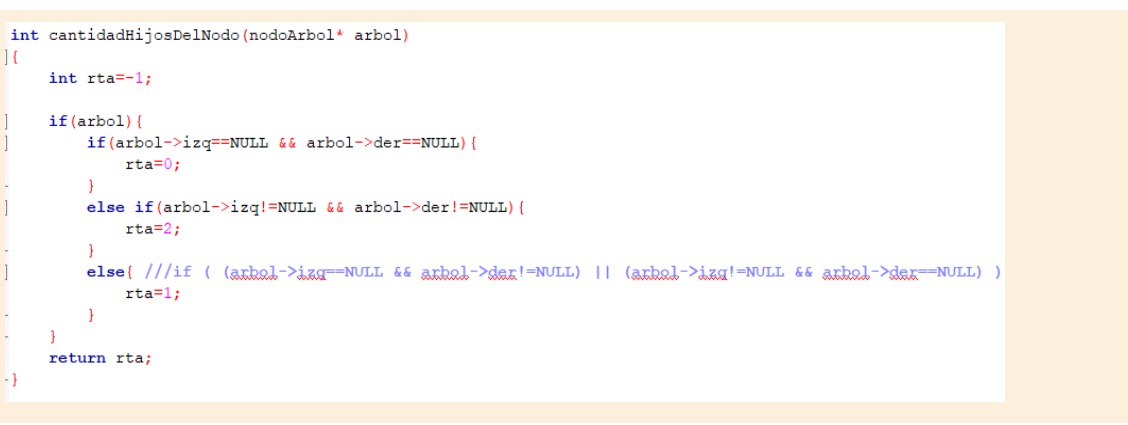 int cantidadHijosDelNodo(nodoArbol* arbol)
{
    int rta=-1;

    if(arbol){
        if(arbol->izq==NULL && arbol->der==NULL){
            rta=0;
        }
        else if(arbol->izq!=NULL && arbol->der!=NULL){
            rta=2;
        }
        else{ ///if ( (arbol->izq==NULL && arbol->der!=NULL) || (arbol->izq!=NULL && arbol->der==NULL) )
            rta=1;
        }
    }
    return rta;
}